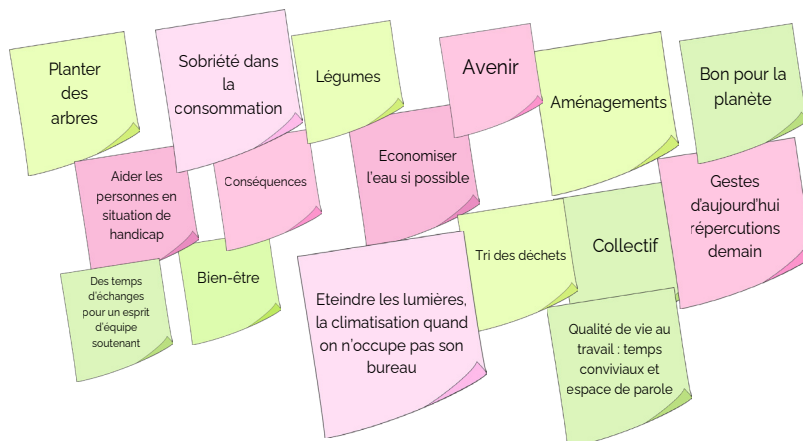 Planter
des
arbres
Sobriété dans
la
consommation
Légumes
Avenir
Aménagements
Bon pour la
planète
Aider les
personnes en
situation de
handicap
Conséquences
Economiser
l'eau si possible
Gestes
d'aujourd'hui
répercutions
demain
Des temps
d'échanges
pour un esprit
d'équipe
soutenant
Bien-être
Eteindre les lumières,
la climatisation quand
on n'occupe pas son
bureau
Tri des déchets
Collectif
Qualité de vie au
travail : temps
conviviaux et
espace de parole